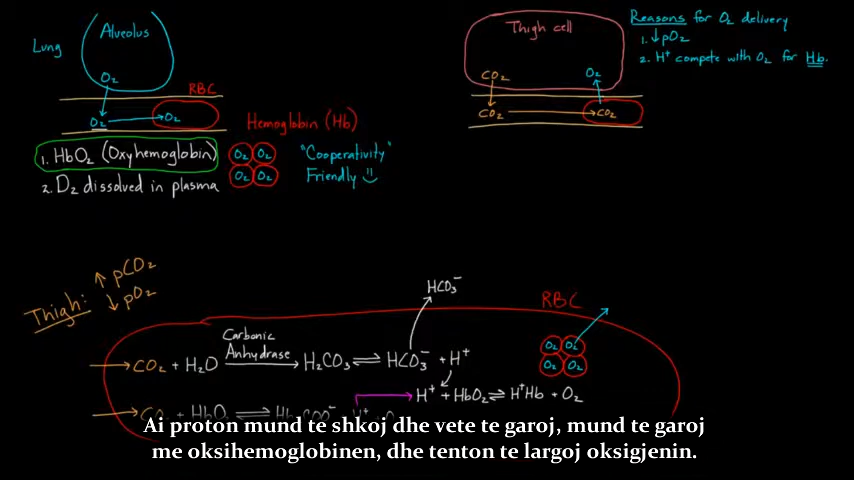 Lung
Alveolus
O2
O2
O2
RBC
Hemoglobin (Hb)
1. HbO2 (Oxyhemoglobin)
2. O2 dissolved in plasma
O2 O2
O2 O2
"Cooperativity"
Friendly
Thigh cell
CO2
O2
CO2
CO2
Reasons for O2 delivery
1. ↓pO2
2. H+ compete with O2 for Hb.
Thigh: ↑ pCO2
↓ pO2
HCO3-
RBC
Carbonic
Anhydrase
CO2 + H2O → H2CO3 ⇌ HCO3- + H+
O2 O2
O2 O2
H+ + HbO2 ⇌ H+Hb + O2
CO2 + HbO2 ⇌ HbCOO- H+
Ai proton mund te shkoj dhe vete te garoj, mund te garoj
me oksihemoglobinen, dhe tenton te largoj oksigjenin.